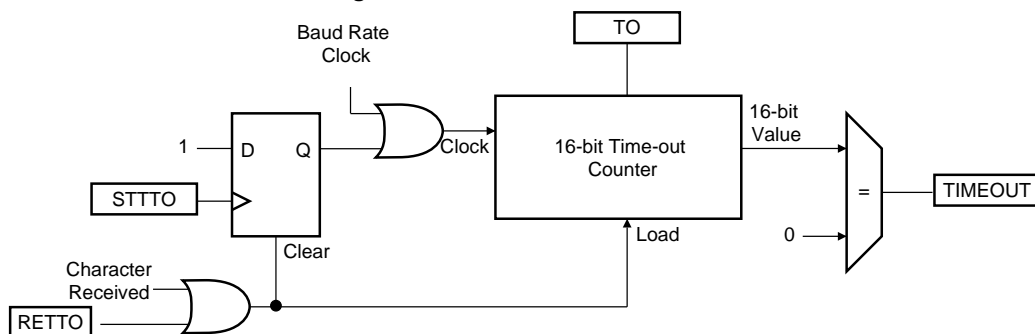 TO
Baud Rate
Clock
16-bit
Value
1
D
Q
Clock
16-bit Time-out
Counter
=
TIMEOUT
STTTO
Clear
Load
0
Character
Received
RETTO